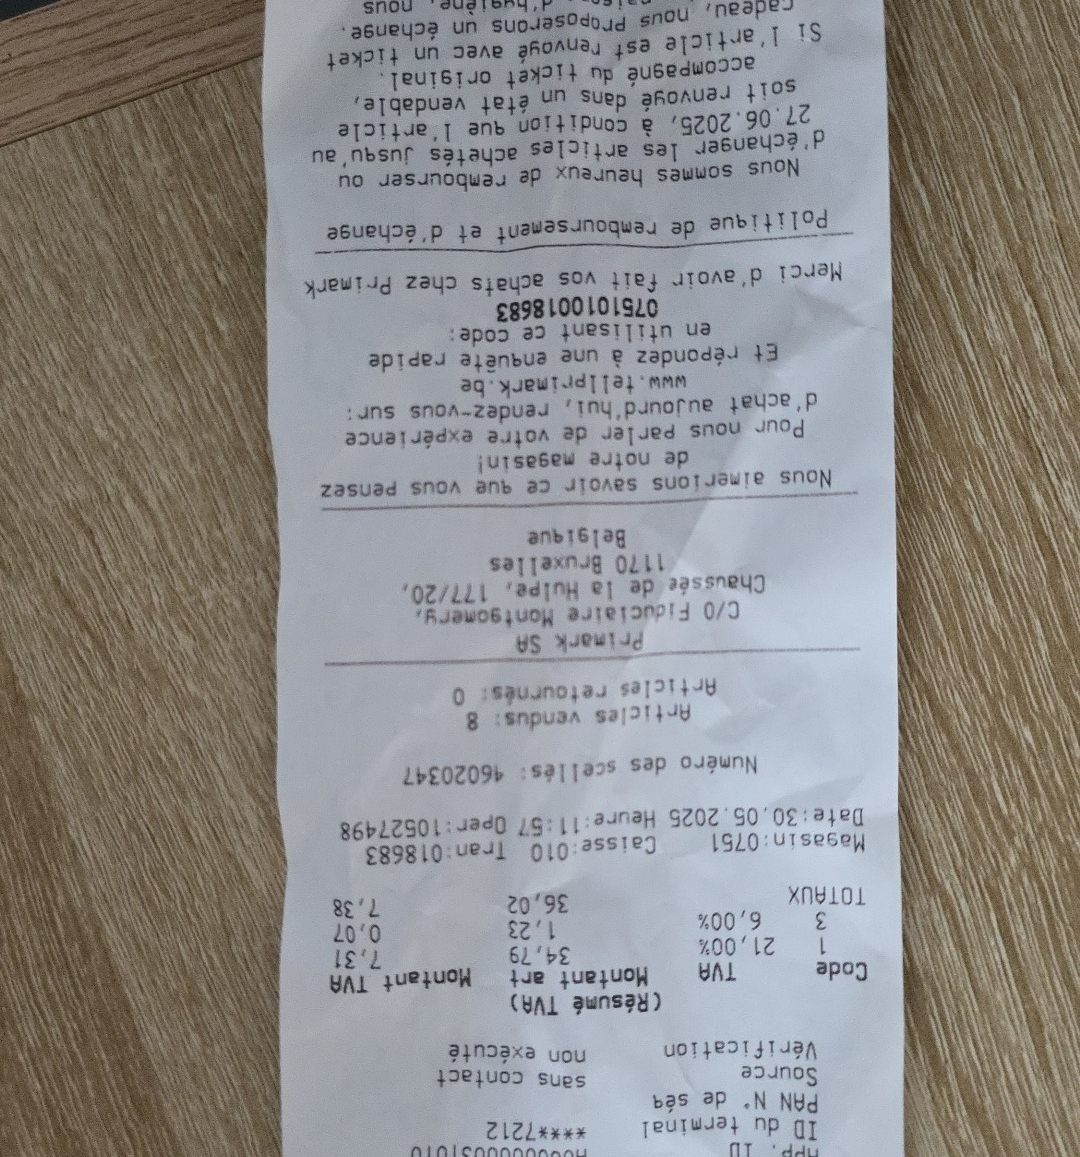 App. ID
ID du terminal ****7212
PAN N° de séq
Source sans contact
Vérification non exécuté
(Résumé TVA)
Code TVA Montant art Montant TVA
1 21,00% 34,79 7,31
3 6,00% 1,23 0,07
TOTAUX 36,02 7,38
Magasin:0751 Caisse:010 Tran:018683
Date:30.05.2025 Heure:11:57 Oper:10527498
Numéro des scellés: 46020347
Articles vendus: 8
Articles retournés: 0
Primark SA
C/O Fiduciaire Montgomery,
Chaussée de la Hulpe, 177/20,
1170 Bruxelles
Belgique
Nous aimerions savoir ce que vous pensez
de notre magasin!
Pour nous parler de votre expérience
d'achat aujourd'hui, rendez-vous sur:
www.tellprimark.be
Et répondez à une enquête rapide
en utilisant ce code:
0751010018683
Merci d'avoir fait vos achats chez Primark
Politique de remboursement et d'échange
Nous sommes heureux de rembourser ou
d'échanger les articles achetés jusqu'au
27.06.2025, à condition que l'article
soit renvoyé dans un état vendable,
accompagné du ticket original.
Si l'article est renvoyé avec un ticket
cadeau, nous proposerons un échange.
d'hygiène, nous